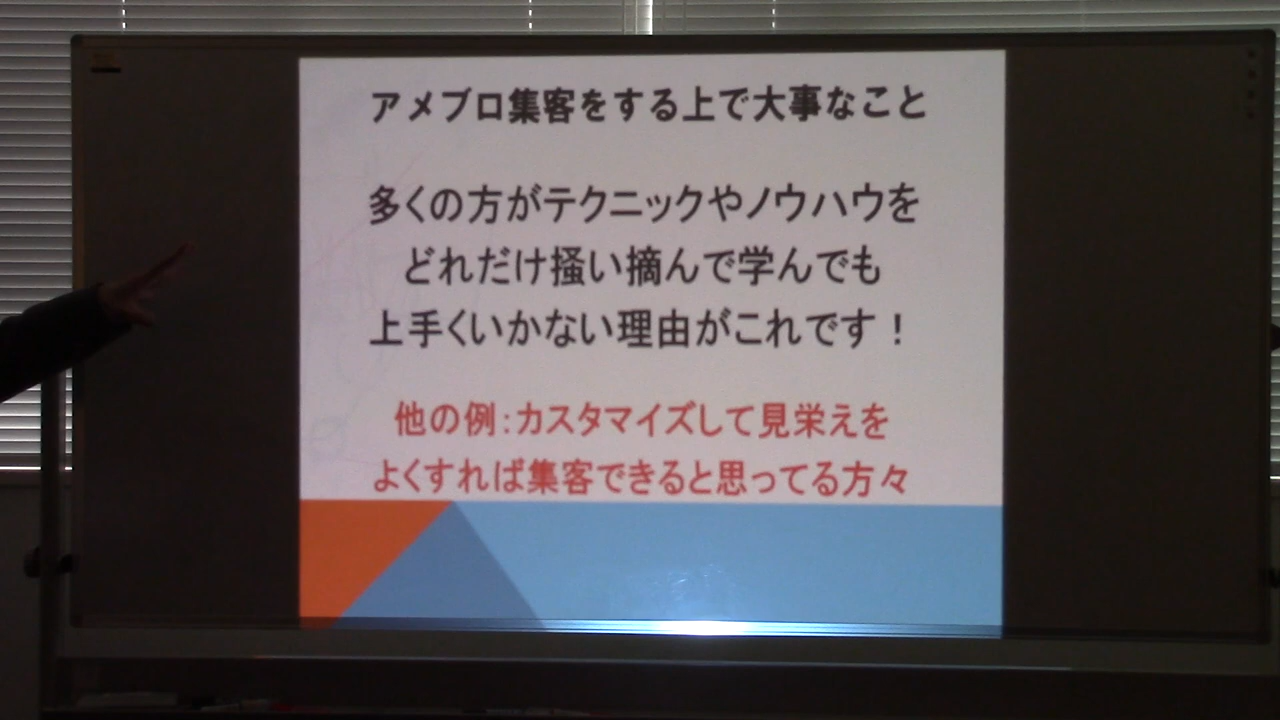 アメブロ集客をする上で大事なこと
多くの方がテクニックやノウハウを
どれだけ掻い摘んで学んでも
上手くいかない理由がこれです！
他の例：カスタマイズして見栄えを
よくすれば集客できると思ってる方々